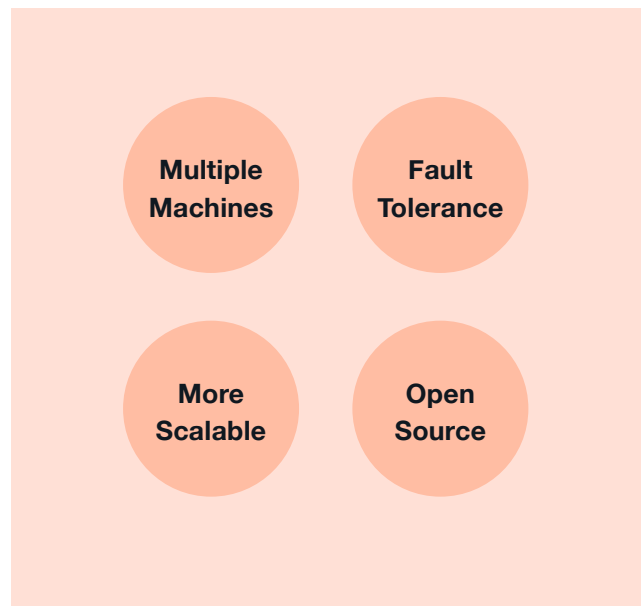 Multiple
Machines
Fault
Tolerance
More
Scalable
Open
Source